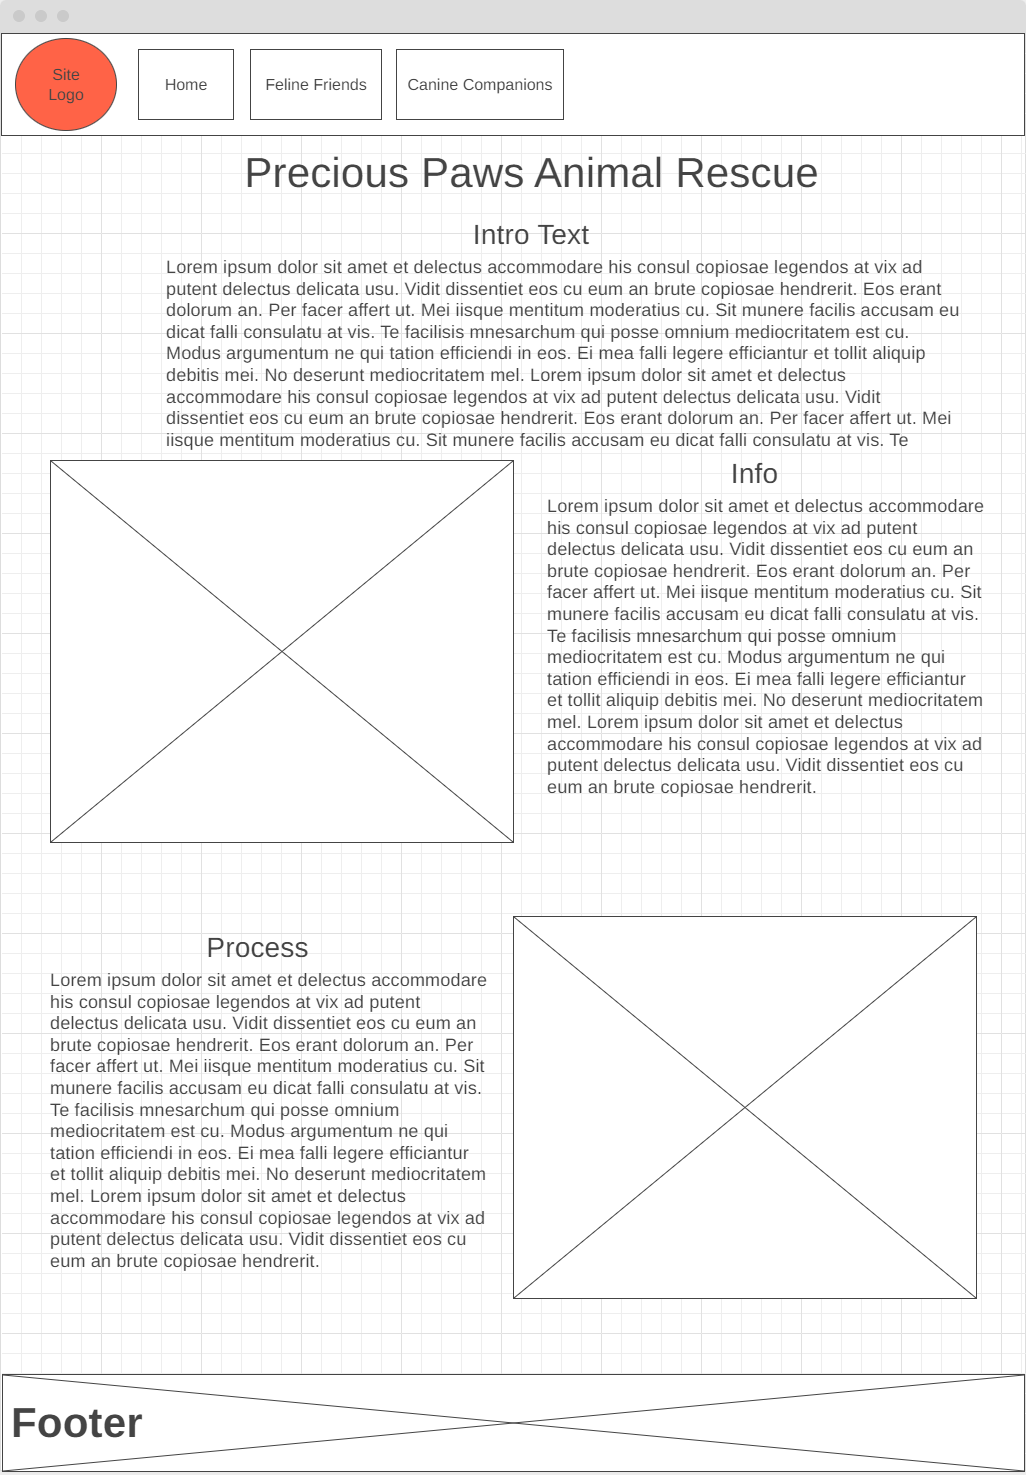 Site
Logo
Home
Feline Friends
Canine Companions
Precious Paws Animal Rescue
Intro Text
Lorem ipsum dolor sit amet et delectus accommodare his consul copiosae legendos at vix ad
putent delectus delicata usu. Vidit dissentiet eos cu eum an brute copiosae hendrerit. Eos erant
dolorum an. Per facer affert ut. Mei iisque mentitum moderatius cu. Sit munere facilis accusam eu
dicat falli consulatu at vis. Te facilisis mnesarchum qui posse omnium mediocritatem est cu.
Modus argumentum ne qui tation efficiendi in eos. Ei mea falli legere efficiantur et tollit aliquip
debitis mei. No deserunt mediocritatem mel. Lorem ipsum dolor sit amet et delectus
accommodare his consul copiosae legendos at vix ad putent delectus delicata usu. Vidit
dissentiet eos cu eum an brute copiosae hendrerit. Eos erant dolorum an. Per facer affert ut. Mei
iisque mentitum moderatius cu. Sit munere facilis accusam eu dicat falli consulatu at vis. Te
Info
Lorem ipsum dolor sit amet et delectus accommodare
his consul copiosae legendos at vix ad putent
delectus delicata usu. Vidit dissentiet eos cu eum an
brute copiosae hendrerit. Eos erant dolorum an. Per
facer affert ut. Mei iisque mentitum moderatius cu. Sit
munere facilis accusam eu dicat falli consulatu at vis.
Te facilisis mnesarchum qui posse omnium
mediocritatem est cu. Modus argumentum ne qui
tation efficiendi in eos. Ei mea falli legere efficiantur
et tollit aliquip debitis mei. No deserunt mediocritatem
mel. Lorem ipsum dolor sit amet et delectus
accommodare his consul copiosae legendos at vix ad
putent delectus delicata usu. Vidit dissentiet eos cu
eum an brute copiosae hendrerit.
Process
Lorem ipsum dolor sit amet et delectus accommodare
his consul copiosae legendos at vix ad putent
delectus delicata usu. Vidit dissentiet eos cu eum an
brute copiosae hendrerit. Eos erant dolorum an. Per
facer affert ut. Mei iisque mentitum moderatius cu. Sit
munere facilis accusam eu dicat falli consulatu at vis.
Te facilisis mnesarchum qui posse omnium
mediocritatem est cu. Modus argumentum ne qui
tation efficiendi in eos. Ei mea falli legere efficiantur
et tollit aliquip debitis mei. No deserunt mediocritatem
mel. Lorem ipsum dolor sit amet et delectus
accommodare his consul copiosae legendos at vix ad
putent delectus delicata usu. Vidit dissentiet eos cu
eum an brute copiosae hendrerit.
Footer